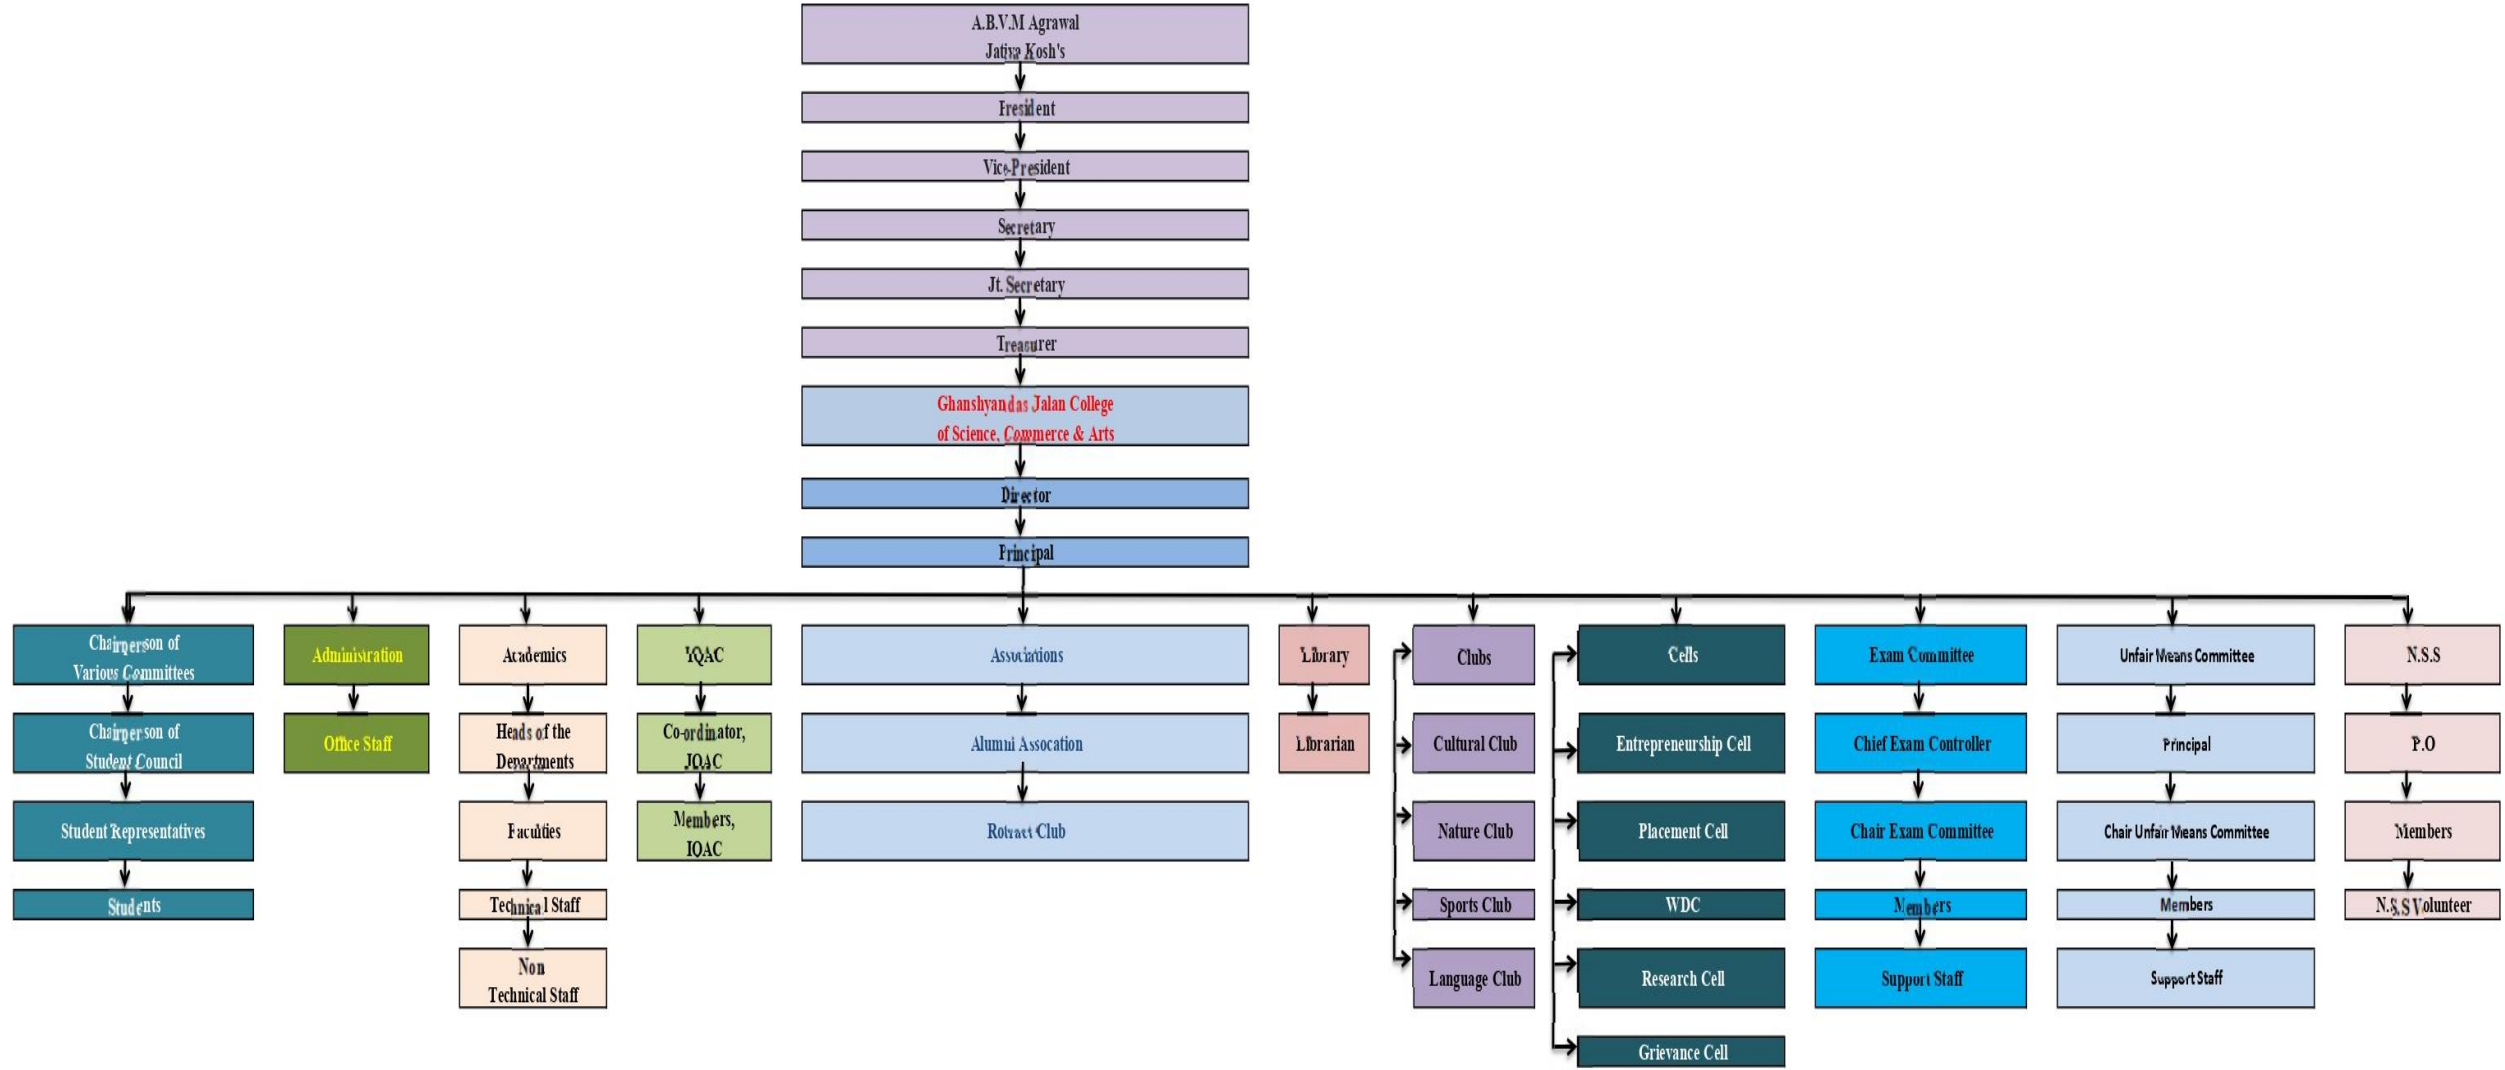 A.B.V.M Agrawal
Jatiya Kosh's
President
Vice-President
Secretary
Jt. Secretary
Treasurer
Ghanshyandas Jalan College
of Science, Commerce & Arts
Director
Principal
Chairperson of
Various Committees
Chairperson of
Student Council
Student Representatives
Students
Administration
Office Staff
Academics
Heads of the
Departments
Faculties
Technical Staff
Non
Technical Staff
IQAC
Co-ordinator,
IQAC
Members,
IQAC
Associations
Alumni Assocation
Rotract Club
Library
Librarian
Clubs
Cultural Club
Nature Club
Sports Club
Language Club
Cells
Entrepreneurship Cell
Placement Cell
WDC
Research Cell
Grievance Cell
Exam Committee
Chief Exam Controller
Chair Exam Committee
Members
Support Staff
Unfair Means Committee
Principal
Chair Unfair Means Committee
Members
Support Staff
N.S.S
P.O
Members
N.S.S Volunteer